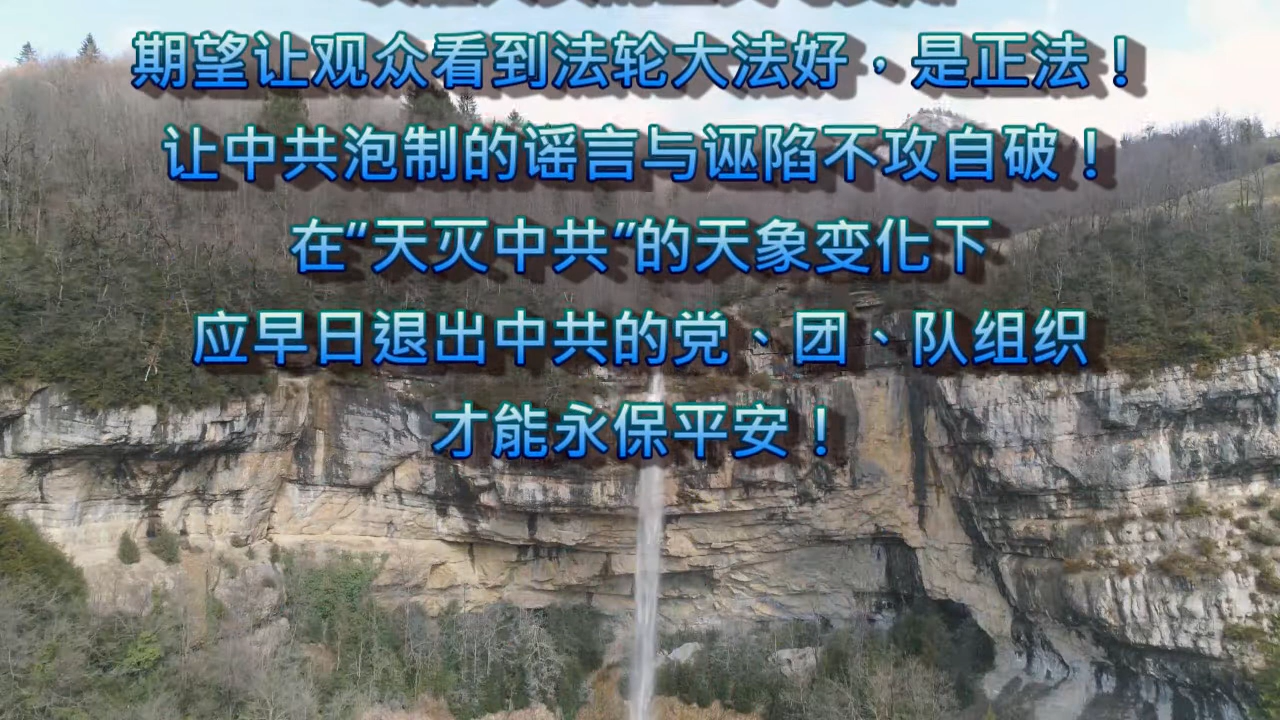 期望让观众看到法轮大法好，是正法！
让中共泡制的谣言与诬陷不攻自破！
在"天灭中共"的天象变化下
应早日退出中共的党、团、队组织
才能永保平安！